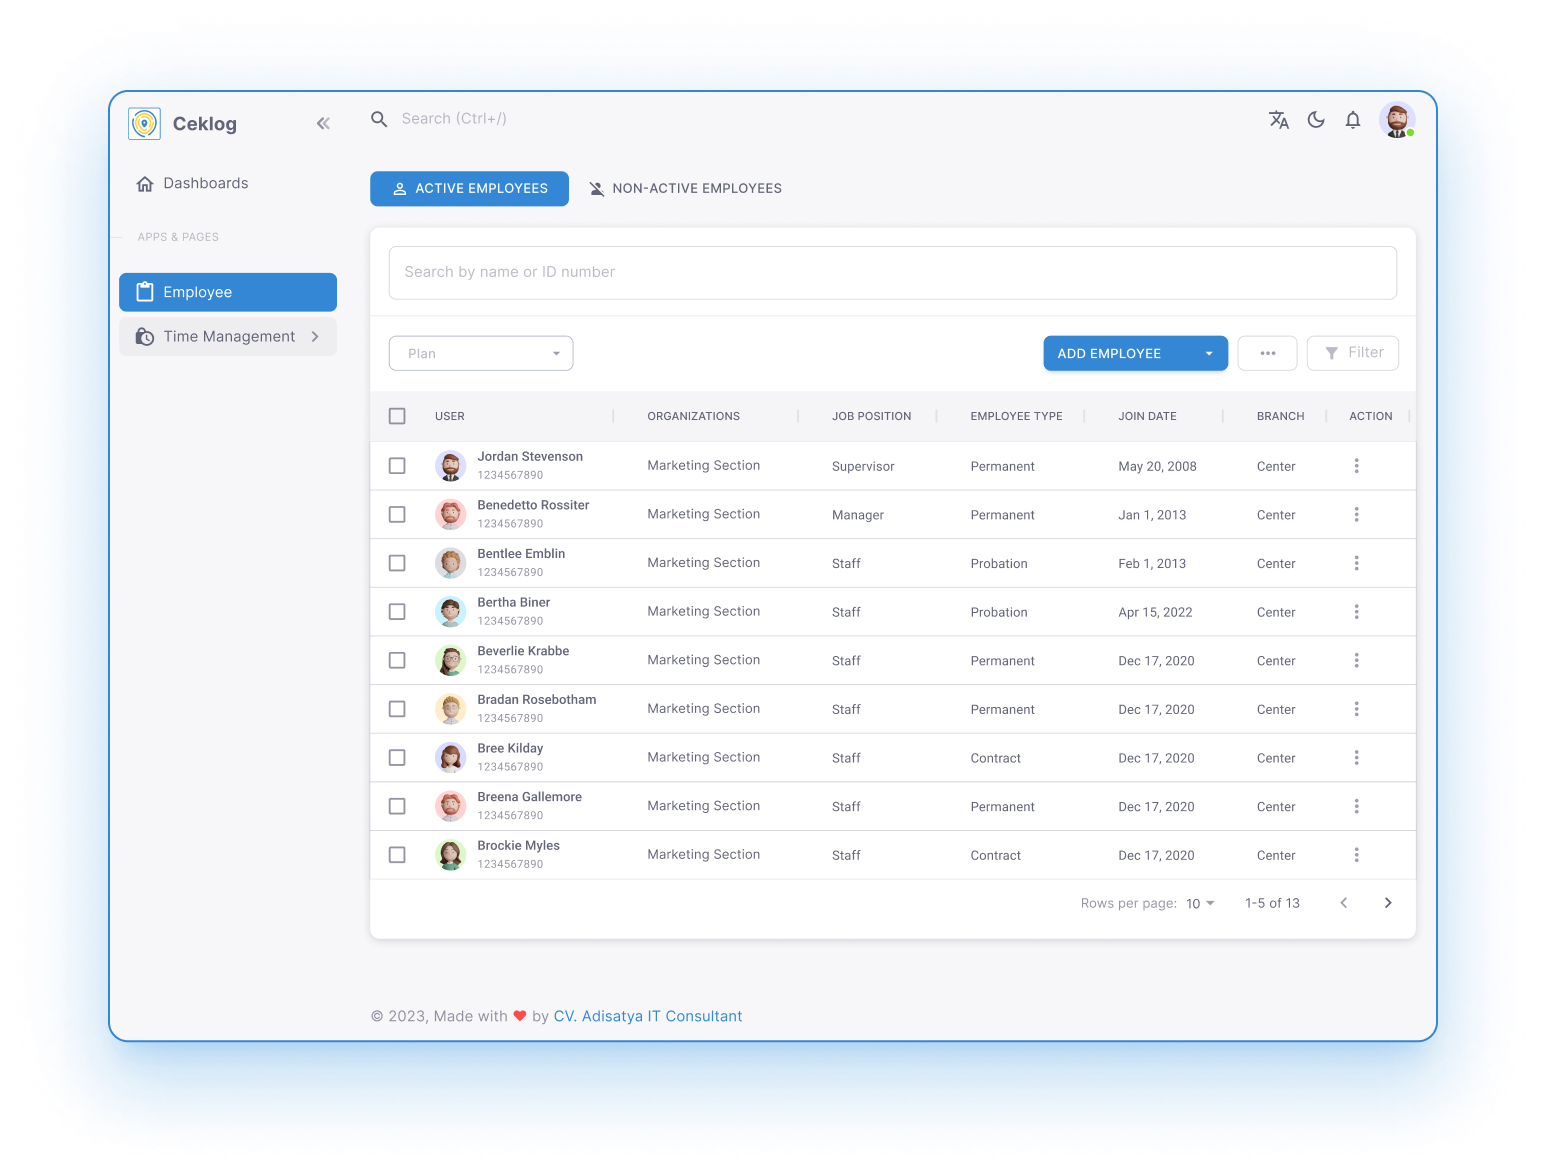 Ceklog
Search (Ctrl+/)
Dashboards
APPS & PAGES
Employee
Time Management
ACTIVE EMPLOYEES NON-ACTIVE EMPLOYEES
Search by name or ID number
Plan ADD EMPLOYEE Filter
USER ORGANIZATIONS JOB POSITION EMPLOYEE TYPE JOIN DATE BRANCH ACTION
Jordan Stevenson
1234567890 Marketing Section Supervisor Permanent May 20, 2008 Center
Benedetto Rossiter
1234567890 Marketing Section Manager Permanent Jan 1, 2013 Center
Bentlee Emblin
1234567890 Marketing Section Staff Probation Feb 1, 2013 Center
Bertha Biner
1234567890 Marketing Section Staff Probation Apr 15, 2022 Center
Beverlie Krabbe
1234567890 Marketing Section Staff Permanent Dec 17, 2020 Center
Bradan Rosebotham
1234567890 Marketing Section Staff Permanent Dec 17, 2020 Center
Bree Kilday
1234567890 Marketing Section Staff Contract Dec 17, 2020 Center
Breena Gallemore
1234567890 Marketing Section Staff Permanent Dec 17, 2020 Center
Brockie Myles
1234567890 Marketing Section Staff Contract Dec 17, 2020 Center
Rows per page: 10 1-5 of 13
© 2023, Made with ❤ by CV. Adisatya IT Consultant